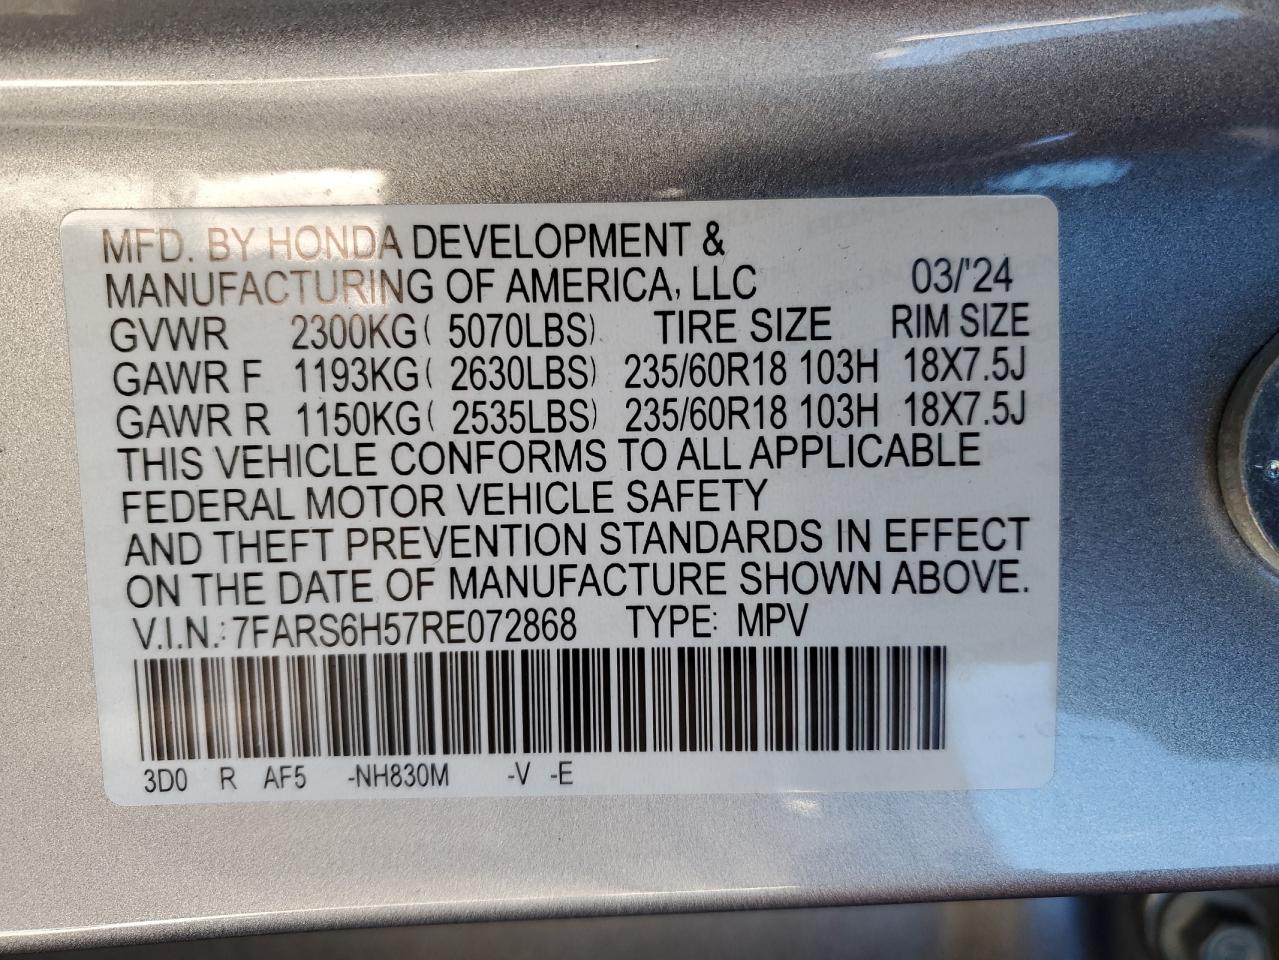 MFD. BY HONDA DEVELOPMENT &
MANUFACTURING OF AMERICA, LLC 03/'24
GVWR 2300KG( 5070LBS) TIRE SIZE RIM SIZE
GAWR F 1193KG( 2630LBS) 235/60R18 103H 18X7.5J
GAWR R 1150KG( 2535LBS) 235/60R18 103H 18X7.5J
THIS VEHICLE CONFORMS TO ALL APPLICABLE
FEDERAL MOTOR VEHICLE SAFETY
AND THEFT PREVENTION STANDARDS IN EFFECT
ON THE DATE OF MANUFACTURE SHOWN ABOVE.
V.I.N.: 7FARS6H57RE072868 TYPE: MPV
3D0 R AF5 -NH830M -V -E